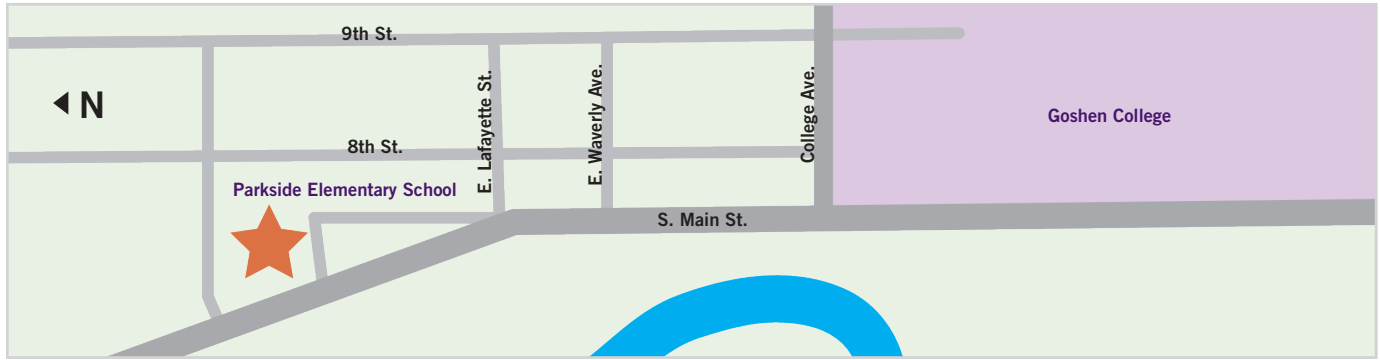 9th St.
N
E. Lafayette St.
E. Waverly Ave.
College Ave.
Goshen College
8th St.
Parkside Elementary School
S. Main St.